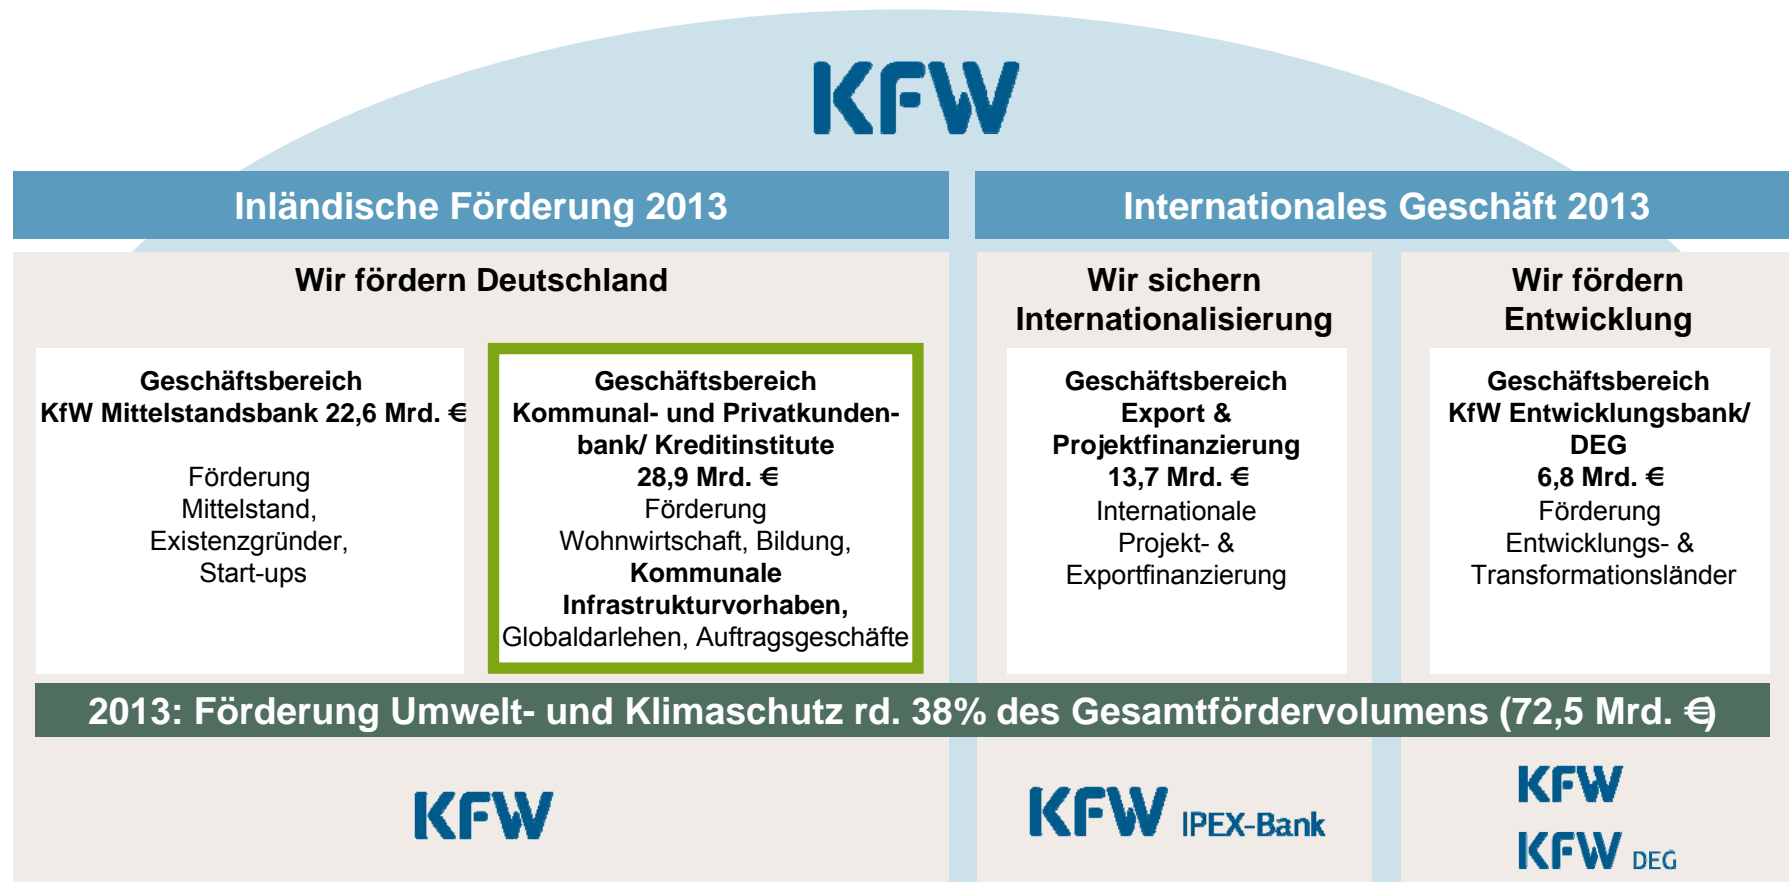 KFW
Inländische Förderung 2013
Internationales Geschäft 2013
Wir fördern Deutschland
Geschäftsbereich
KfW Mittelstandsbank 22,6 Mrd. €
Förderung
Mittelstand,
Existenzgründer,
Start-ups
Geschäftsbereich
Kommunal- und Privatkunden-
bank/ Kreditinstitute
28,9 Mrd. €
Förderung
Wohnwirtschaft, Bildung,
Kommunale
Infrastrukturvorhaben,
Globaldarlehen, Auftragsgeschäfte
Wir sichern
Internationalisierung
Geschäftsbereich
Export &
Projektfinanzierung
13,7 Mrd. €
Internationale
Projekt- &
Exportfinanzierung
Wir fördern
Entwicklung
Geschäftsbereich
KfW Entwicklungsbank/
DEG
6,8 Mrd. €
Förderung
Entwicklungs- &
Transformationsländer
2013: Förderung Umwelt- und Klimaschutz rd. 38% des Gesamtfördervolumens (72,5 Mrd. €)
KFW
KFW IPEX-Bank
KFW
KFW DEG